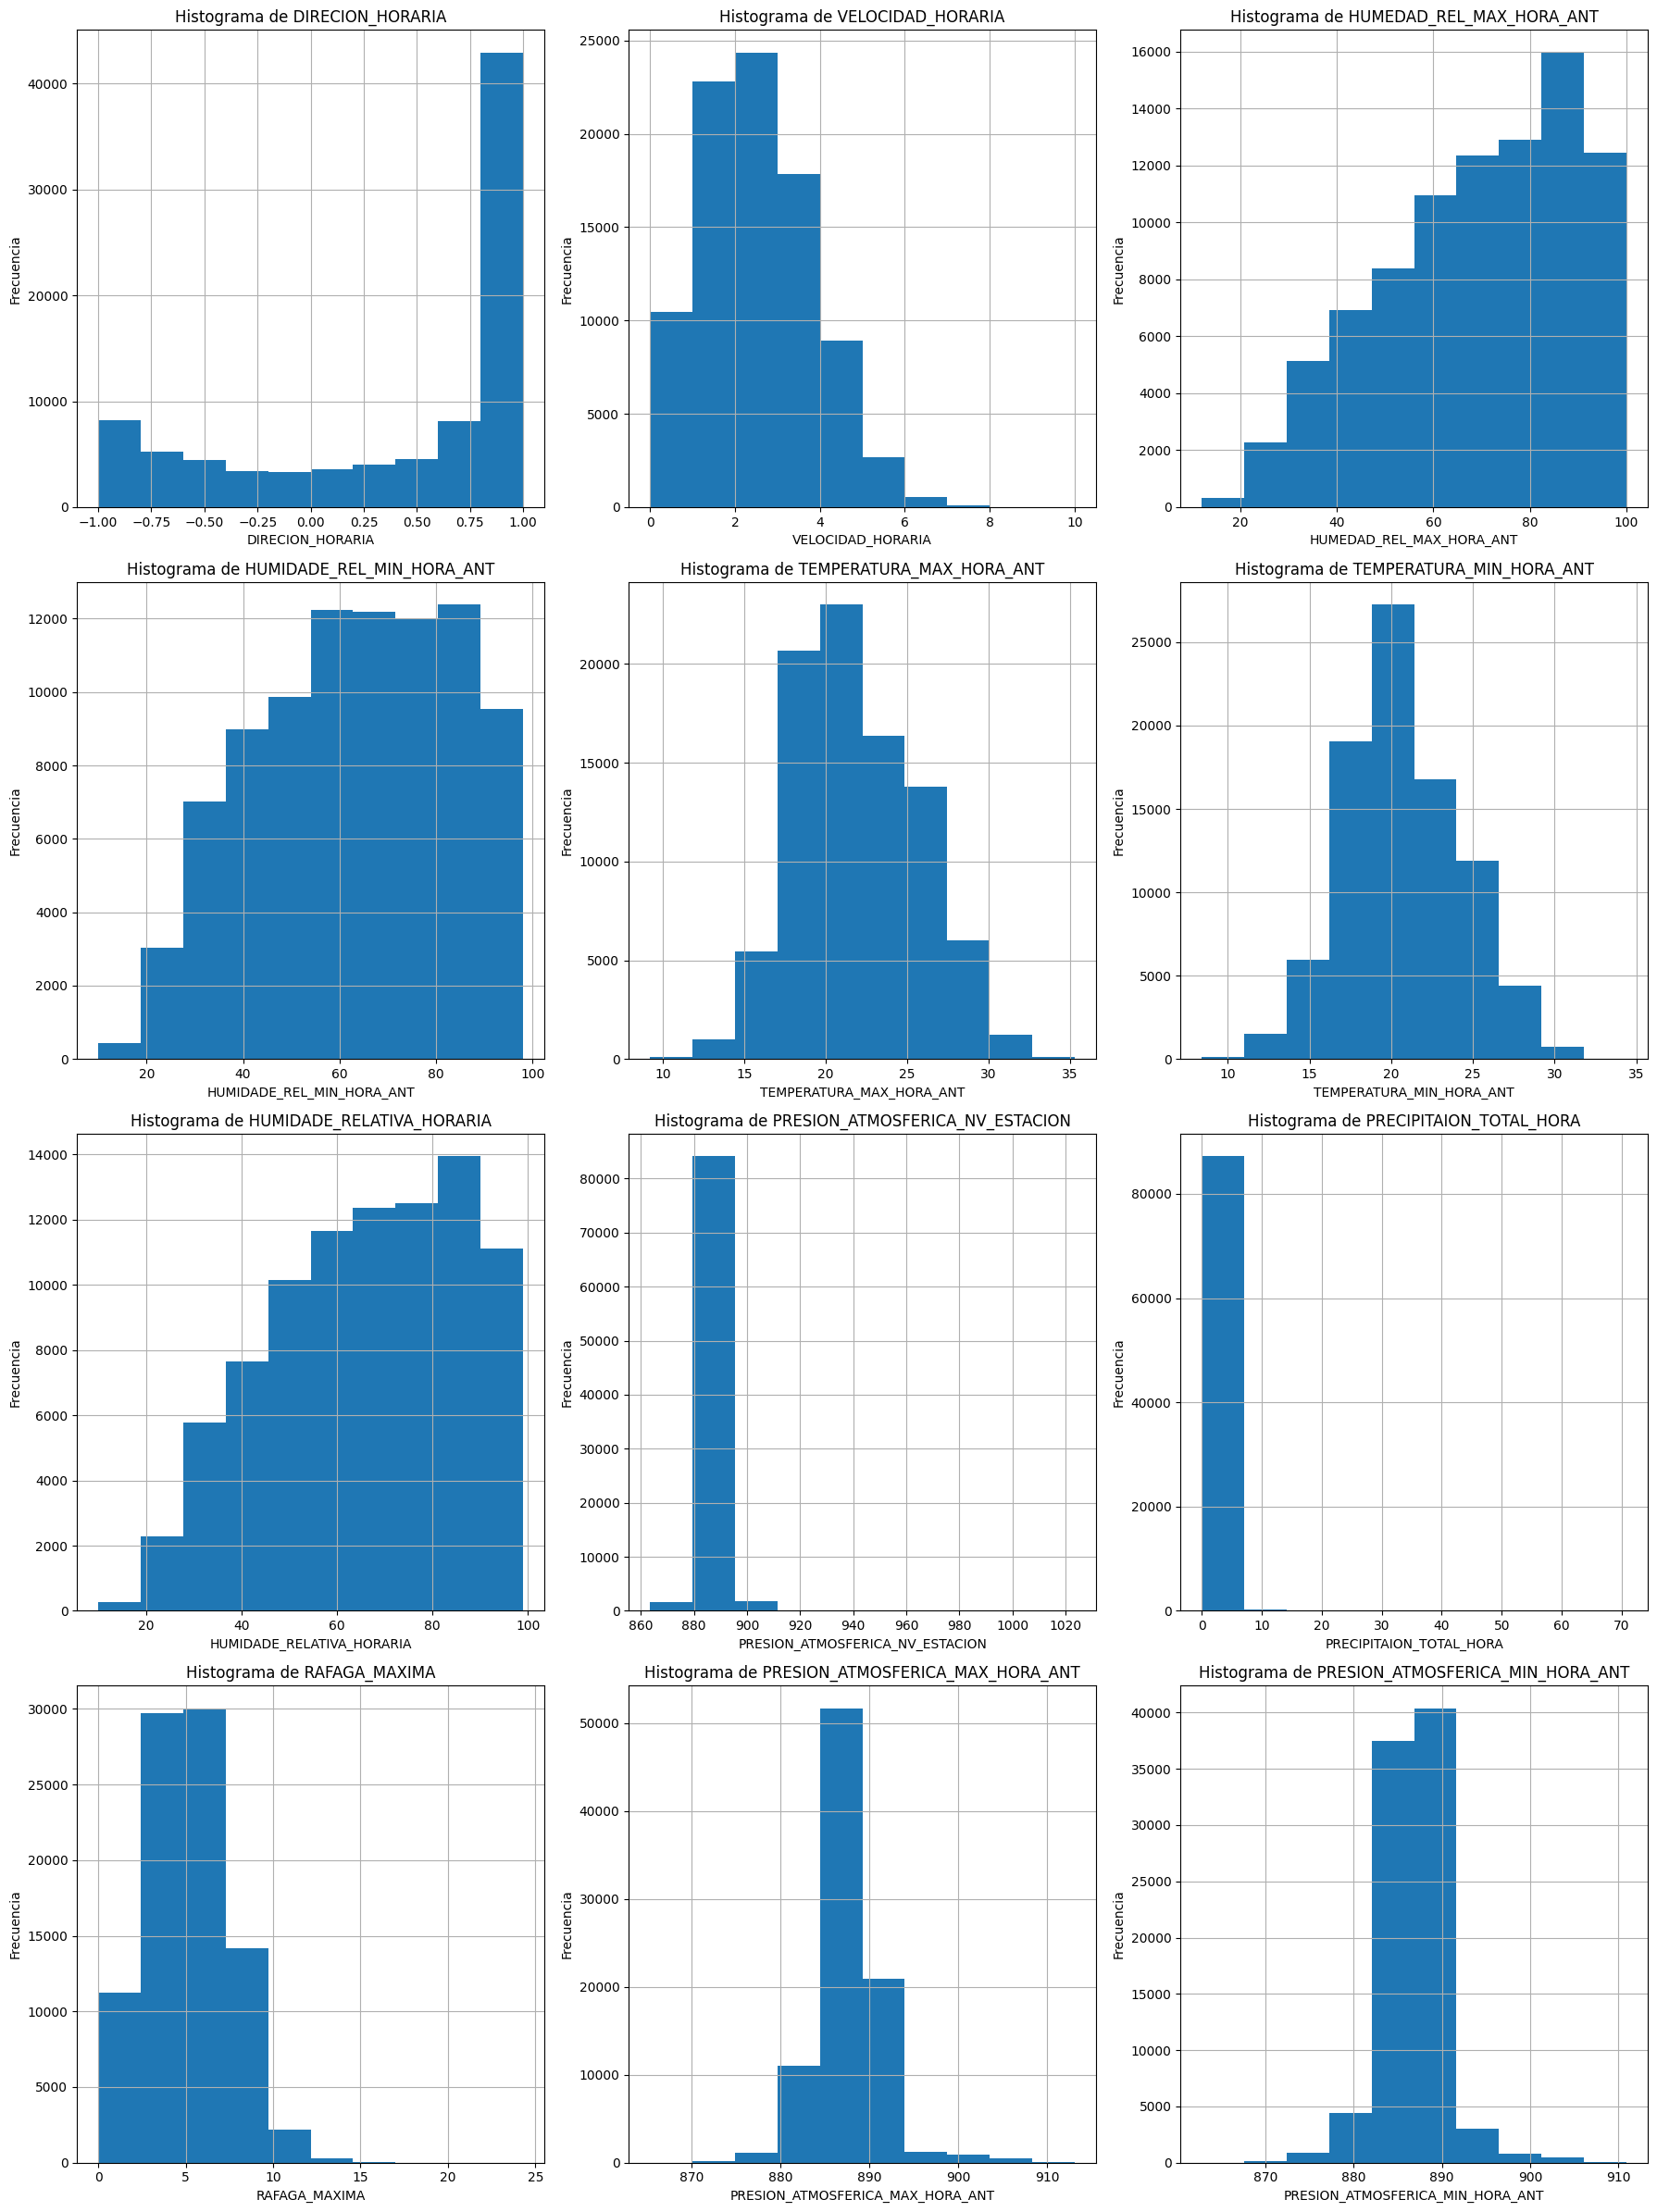 Histograma de DIRECION_HORARIA Histograma de VELOCIDAD_HORARIA Histograma de HUMEDAD_REL_MAX_HORA_ANT
Frecuencia
40000
30000
20000
10000
0
−1.00 −0.75 −0.50 −0.25 0.00 0.25 0.50 0.75 1.00
DIRECION_HORARIA
Frecuencia
25000
20000
15000
10000
5000
0
0 2 4 6 8 10
VELOCIDAD_HORARIA
Frecuencia
16000
14000
12000
10000
8000
6000
4000
2000
0
20 40 60 80 100
HUMEDAD_REL_MAX_HORA_ANT
Histograma de HUMIDADE_REL_MIN_HORA_ANT Histograma de TEMPERATURA_MAX_HORA_ANT Histograma de TEMPERATURA_MIN_HORA_ANT
Frecuencia
12000
10000
8000
6000
4000
2000
0
20 40 60 80 100
HUMIDADE_REL_MIN_HORA_ANT
Frecuencia
20000
15000
10000
5000
0
10 15 20 25 30 35
TEMPERATURA_MAX_HORA_ANT
Frecuencia
25000
20000
15000
10000
5000
0
10 15 20 25 30 35
TEMPERATURA_MIN_HORA_ANT
Histograma de HUMIDADE_RELATIVA_HORARIA Histograma de PRESION_ATMOSFERICA_NV_ESTACION Histograma de PRECIPITAION_TOTAL_HORA
Frecuencia
14000
12000
10000
8000
6000
4000
2000
0
20 40 60 80 100
HUMIDADE_RELATIVA_HORARIA
Frecuencia
80000
70000
60000
50000
40000
30000
20000
10000
0
860 880 900 920 940 960 980 1000 1020
PRESION_ATMOSFERICA_NV_ESTACION
Frecuencia
80000
60000
40000
20000
0
0 10 20 30 40 50 60 70
PRECIPITAION_TOTAL_HORA
Histograma de RAFAGA_MAXIMA Histograma de PRESION_ATMOSFERICA_MAX_HORA_ANT Histograma de PRESION_ATMOSFERICA_MIN_HORA_ANT
Frecuencia
30000
25000
20000
15000
10000
5000
0
0 5 10 15 20 25
RAFAGA_MAXIMA
Frecuencia
50000
40000
30000
20000
10000
0
870 880 890 900 910
PRESION_ATMOSFERICA_MAX_HORA_ANT
Frecuencia
40000
35000
30000
25000
20000
15000
10000
5000
0
870 880 890 900 910
PRESION_ATMOSFERICA_MIN_HORA_ANT